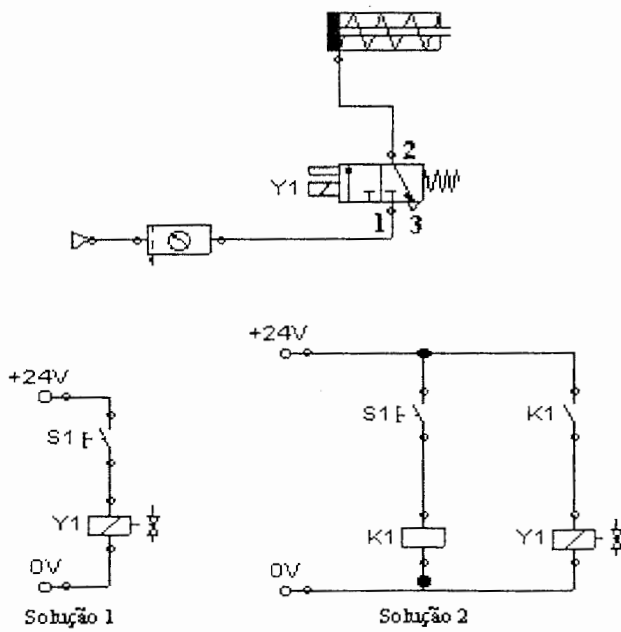 2
Y1
1 3
+24V
S1
Y1
0V
Solução 1
+24V
S1 K1
K1 Y1
0V
Solução 2